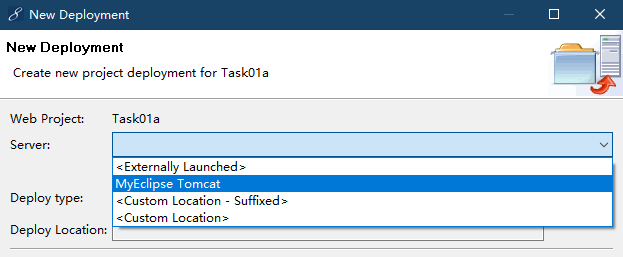 New Deployment
New Deployment
Create new project deployment for Task01a
Web Project: Task01a
Server:
<Externally Launched>
MyEclipse Tomcat
Deploy type: <Custom Location - Suffixed>
<Custom Location>
Deploy Location: